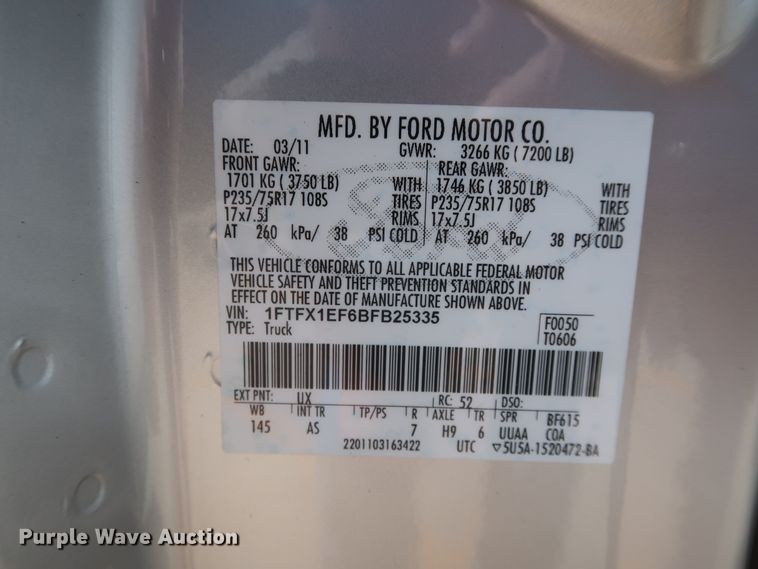 MFD. BY FORD MOTOR CO.
DATE: 03/11 GVWR: 3266 KG ( 7200 LB)
FRONT GAWR: REAR GAWR:
1701 KG ( 3750 LB) WITH 1746 KG ( 3850 LB) WITH
P235/75R17 108S TIRES P235/75R17 108S TIRES
17x7.5J RIMS 17x7.5J RIMS
AT 260 kPa/ 38 PSI COLD AT 260 kPa/ 38 PSI COLD
THIS VEHICLE CONFORMS TO ALL APPLICABLE FEDERAL MOTOR
VEHICLE SAFETY AND THEFT PREVENTION STANDARDS IN
EFFECT ON THE DATE OF MANUFACTURE SHOWN ABOVE.
VIN: 1FTFX1EF6BFB25335 F0050
TYPE: Truck T0606
EXT PNT: UX RC: 52 DSO:
WB INT TR TP/PS R AXLE TR SPR BF615
145 AS 7 H9 6 UUAA COA
2201103163422 UTC ▽5U5A-1520472-BA
Purple Wave Auction